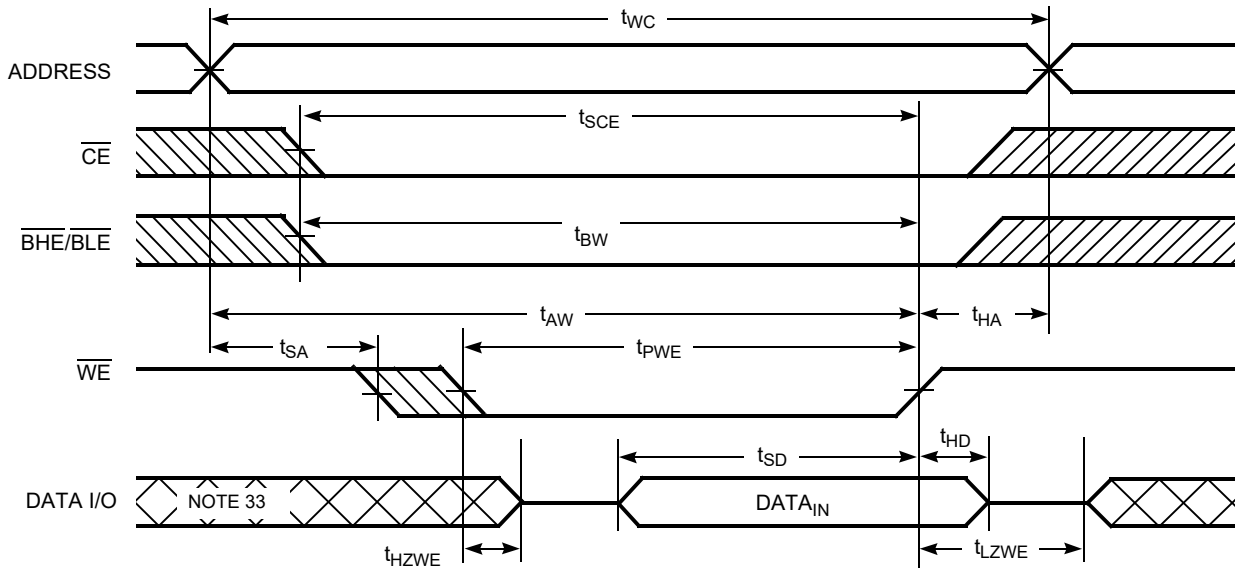 tWC
ADDRESS
tSCE
CE
tBW
BHE/BLE
tAW
tHA
tSA
tPWE
WE
tSD
tHD
DATA I/O
NOTE 33
DATAIN
tHZWE
tLZWE